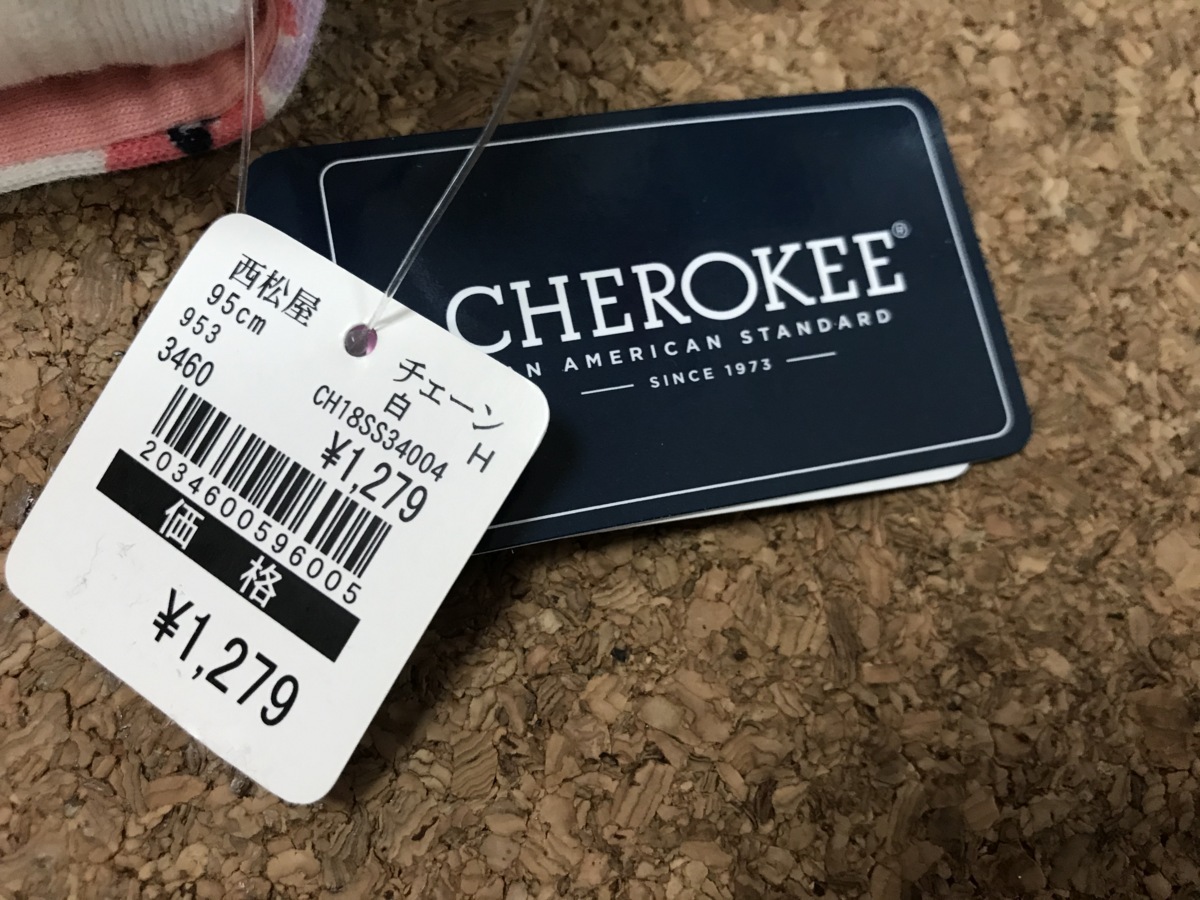 西松屋 チェーン
95cm 白 H
953 CH18SS34004
3460 ¥1,279
2034600596005
価格
¥1,279
CHEROKEE®
AN AMERICAN STANDARD
SINCE 1973